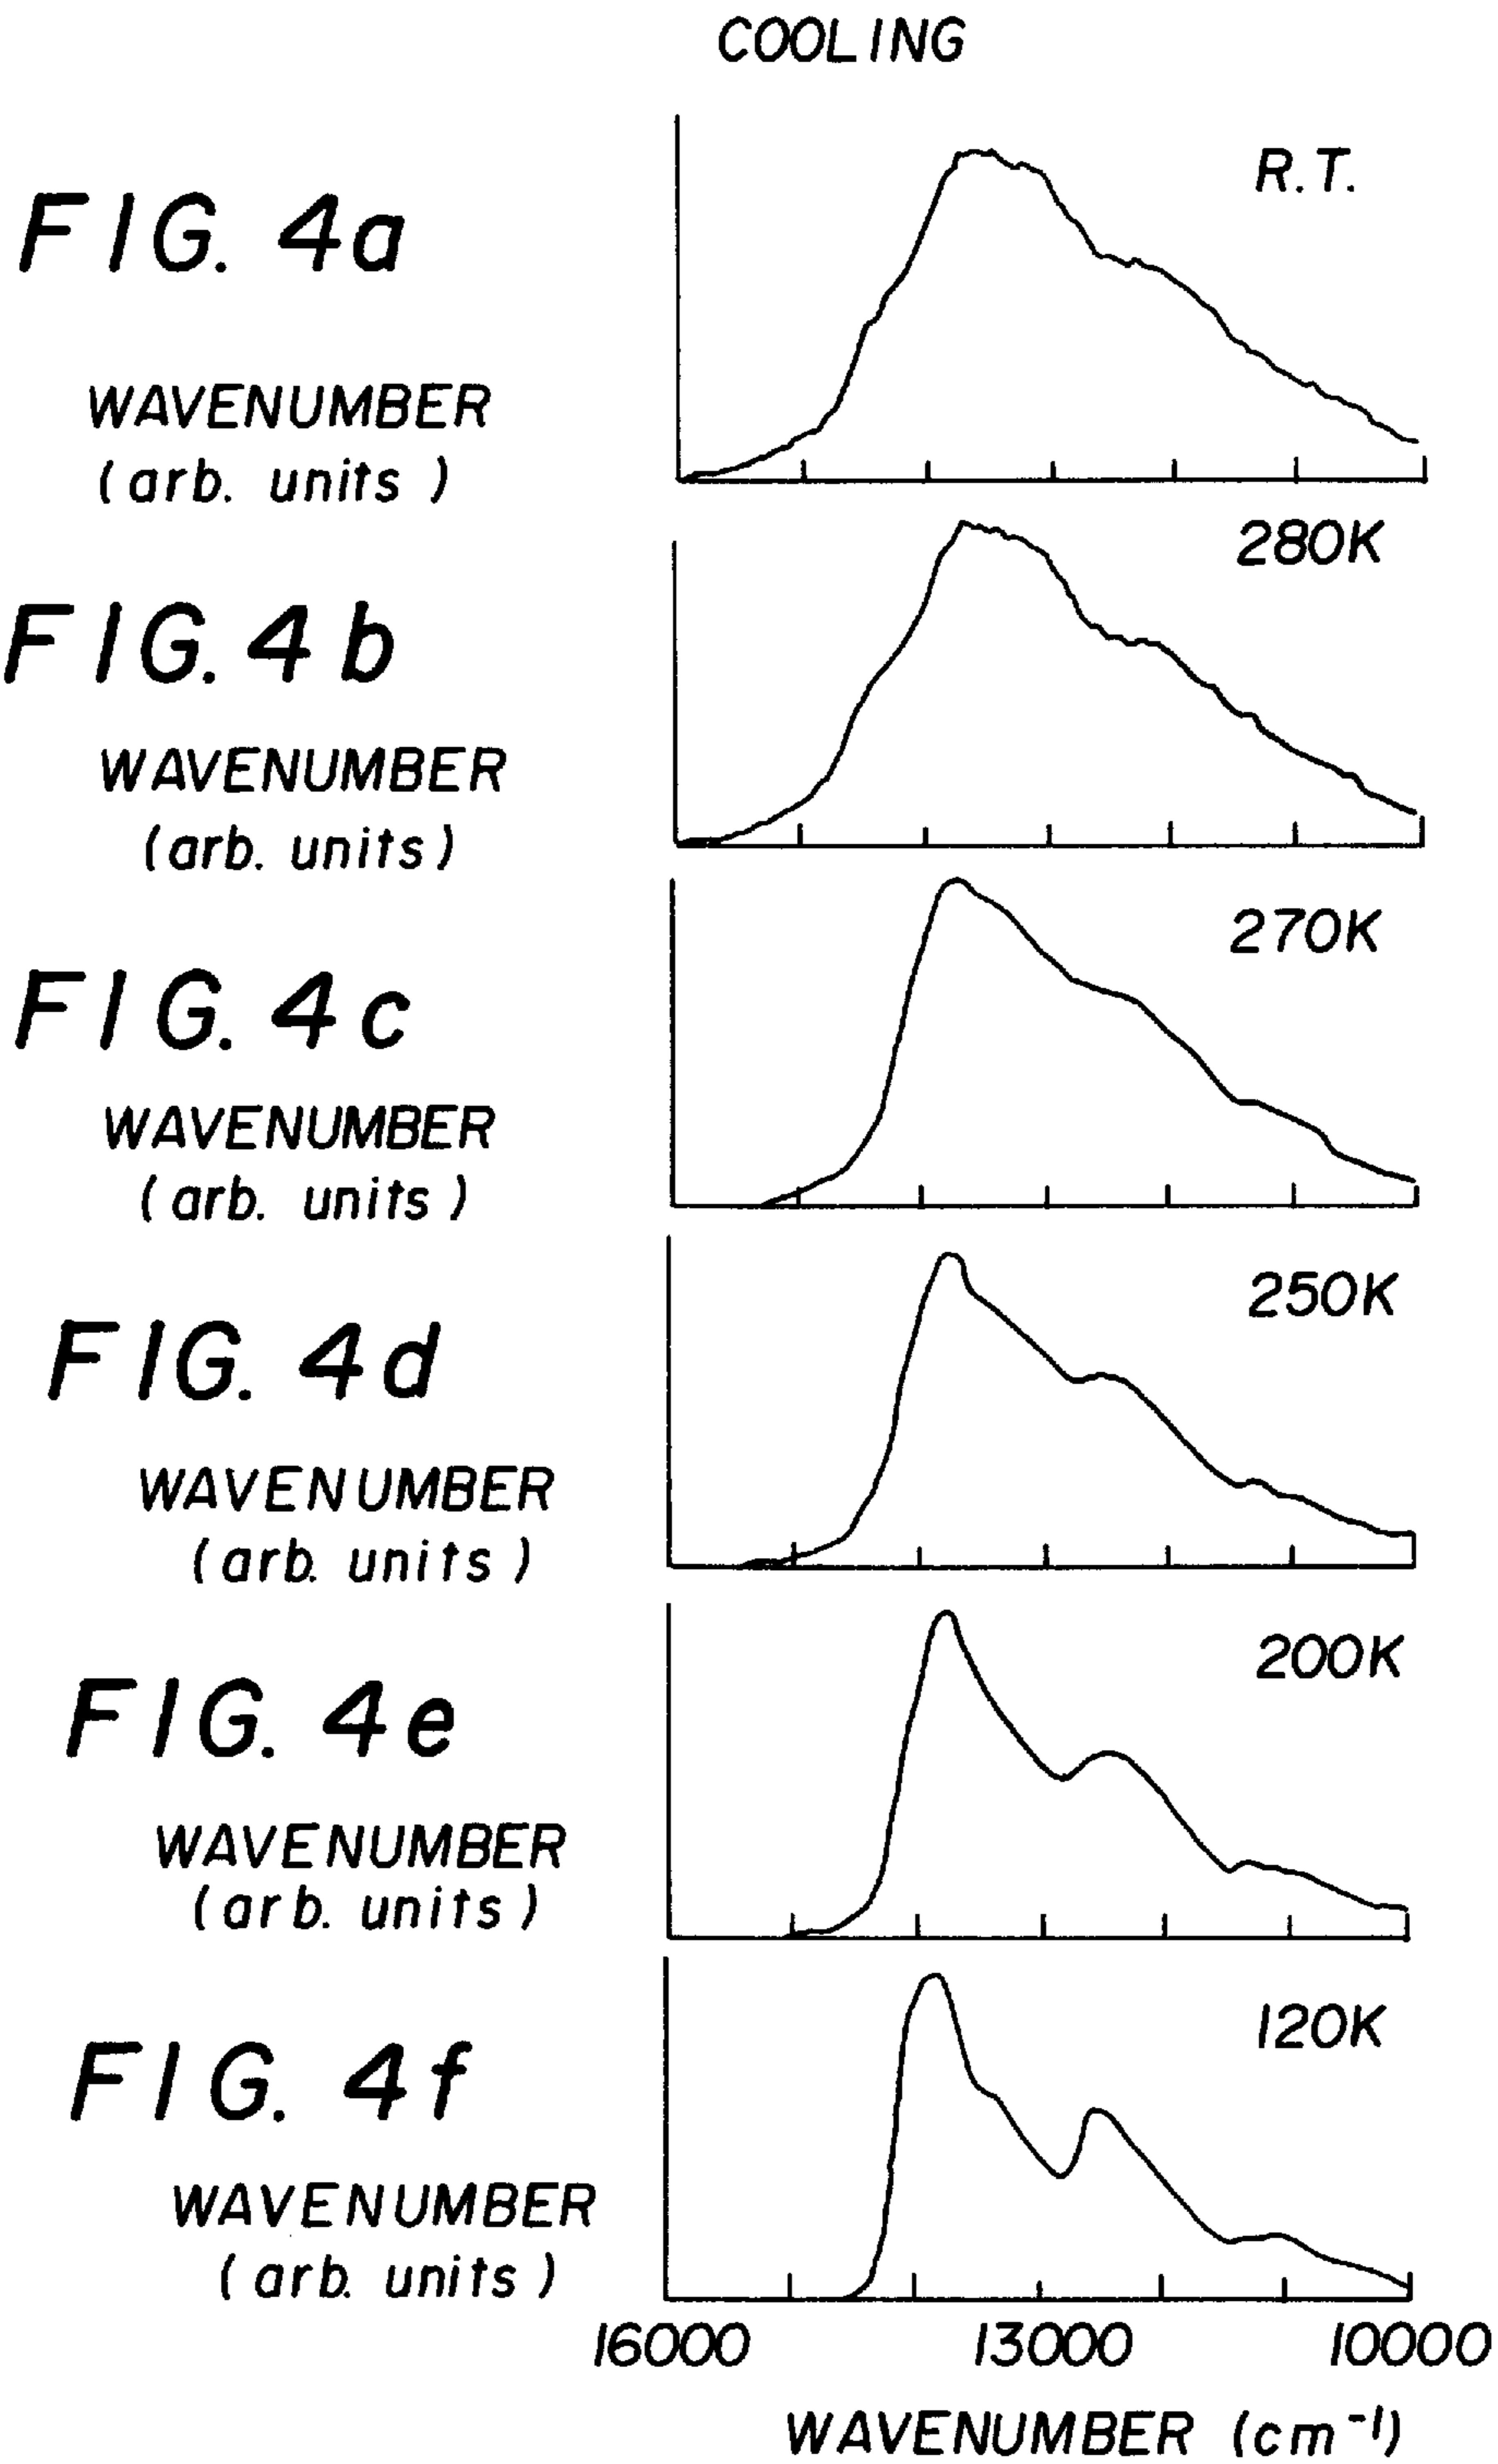 COOLING
R.T.
FIG. 4a
WAVENUMBER
(arb. units)
280K
FIG. 4b
WAVENUMBER
(arb. units)
270K
FIG. 4c
WAVENUMBER
(arb. units)
250K
FIG. 4d
WAVENUMBER
(arb. units)
200K
FIG. 4e
WAVENUMBER
(arb. units)
120K
FIG. 4f
WAVENUMBER
(arb. units)
16000 13000 10000
WAVENUMBER (cm⁻¹)